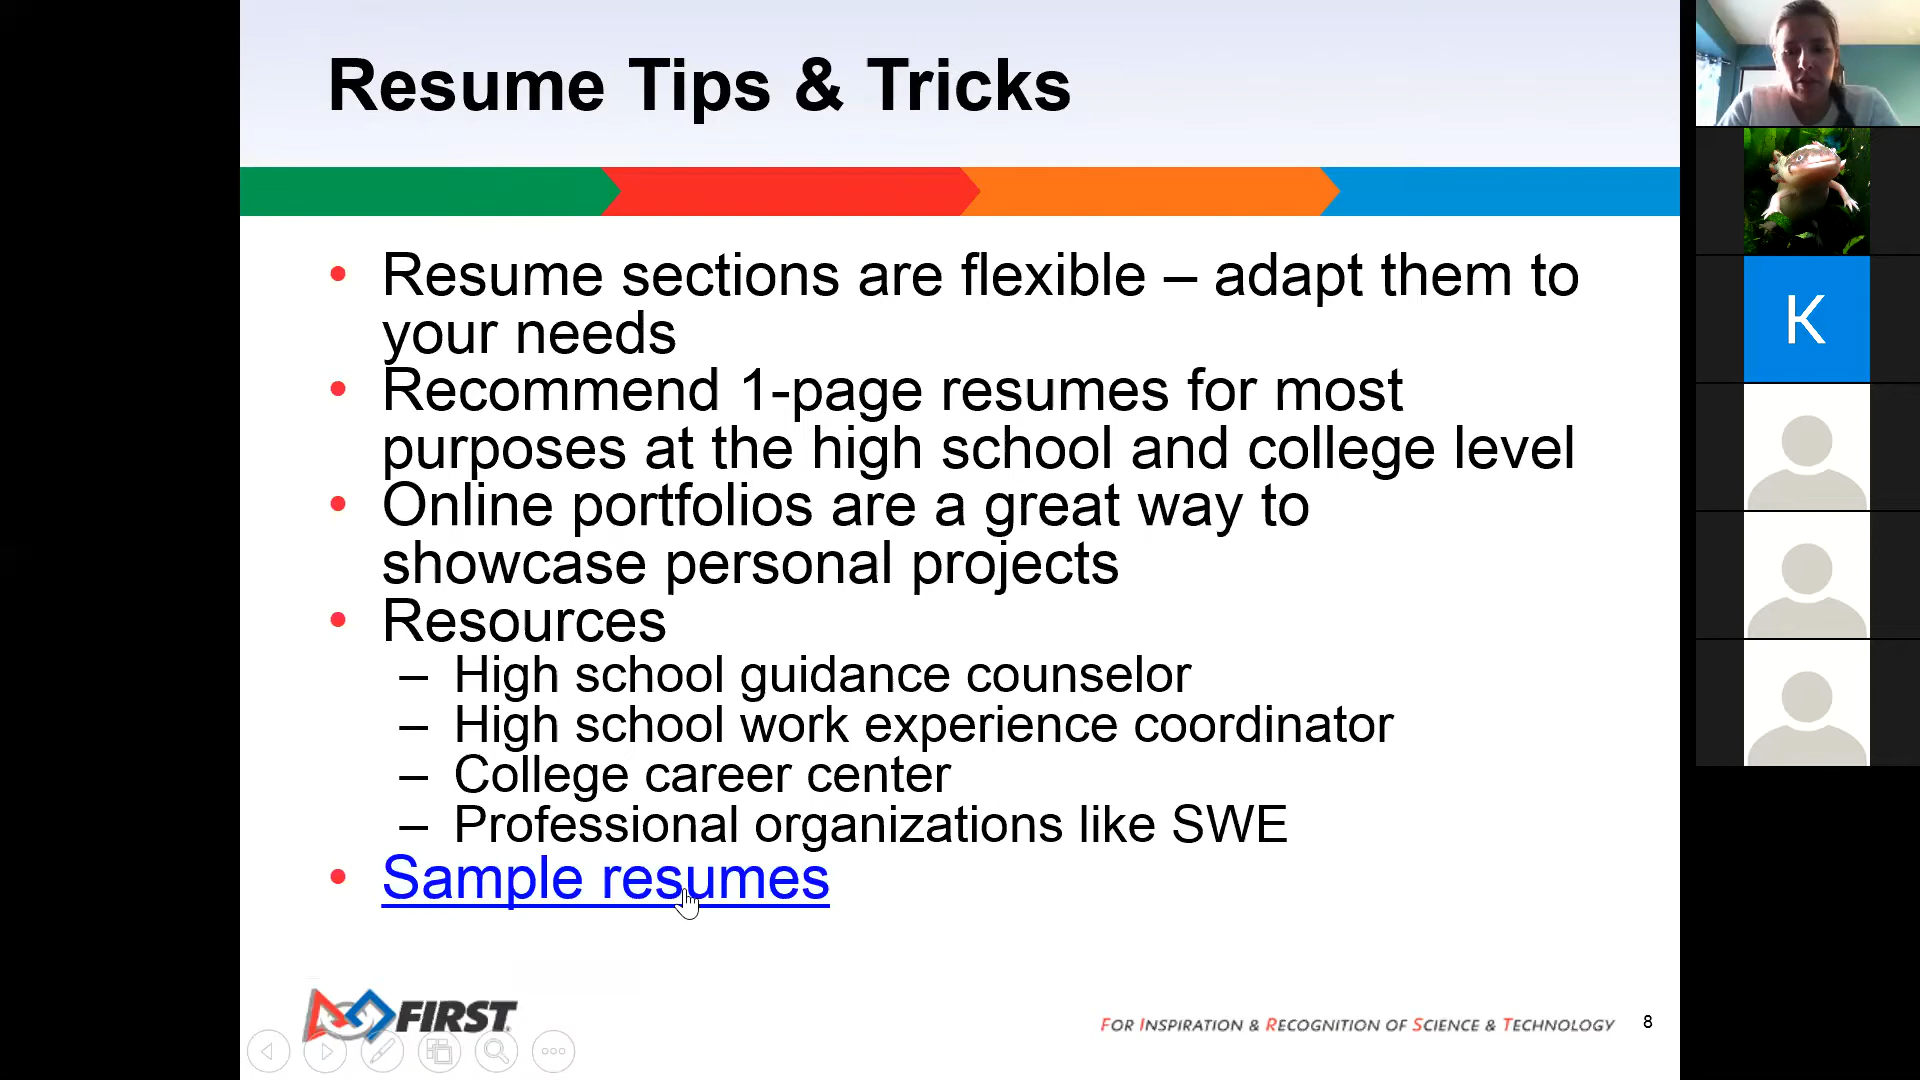 Resume Tips & Tricks
• Resume sections are flexible – adapt them to
your needs
• Recommend 1-page resumes for most
purposes at the high school and college level
• Online portfolios are a great way to
showcase personal projects
• Resources
– High school guidance counselor
– High school work experience coordinator
– College career center
– Professional organizations like SWE
• Sample resumes
FIRST
FOR INSPIRATION & RECOGNITION OF SCIENCE & TECHNOLOGY
8
K